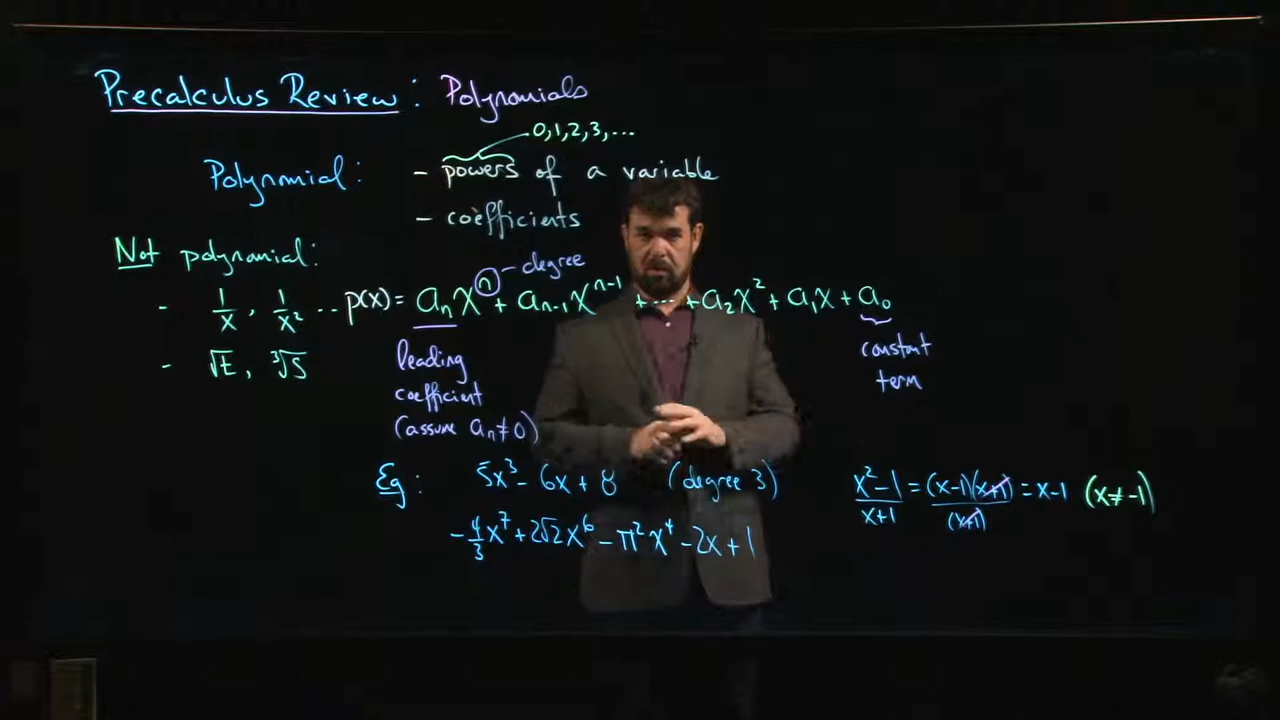 Precalculus Review: Polynomials
0,1,2,3,...
Polynomial: - powers of a variable
- coefficients
Not polynomial:
- degree
- 1/x, 1/x² ... p(x) = aₙxⁿ + aₙ₋₁xⁿ⁻¹ + ... + a₂x² + a₁x + a₀
- √t, ³√s
leading
coefficient
(assume aₙ≠0)
constant
term
Eg: 5x³ - 6x + 8 (degree 3)
-4/3x⁷ + 2√2x⁶ - π²x⁴ - 2x + 1
x²-1/x+1 = (x-1)(x+1)/(x+1) = x-1 (x≠-1)